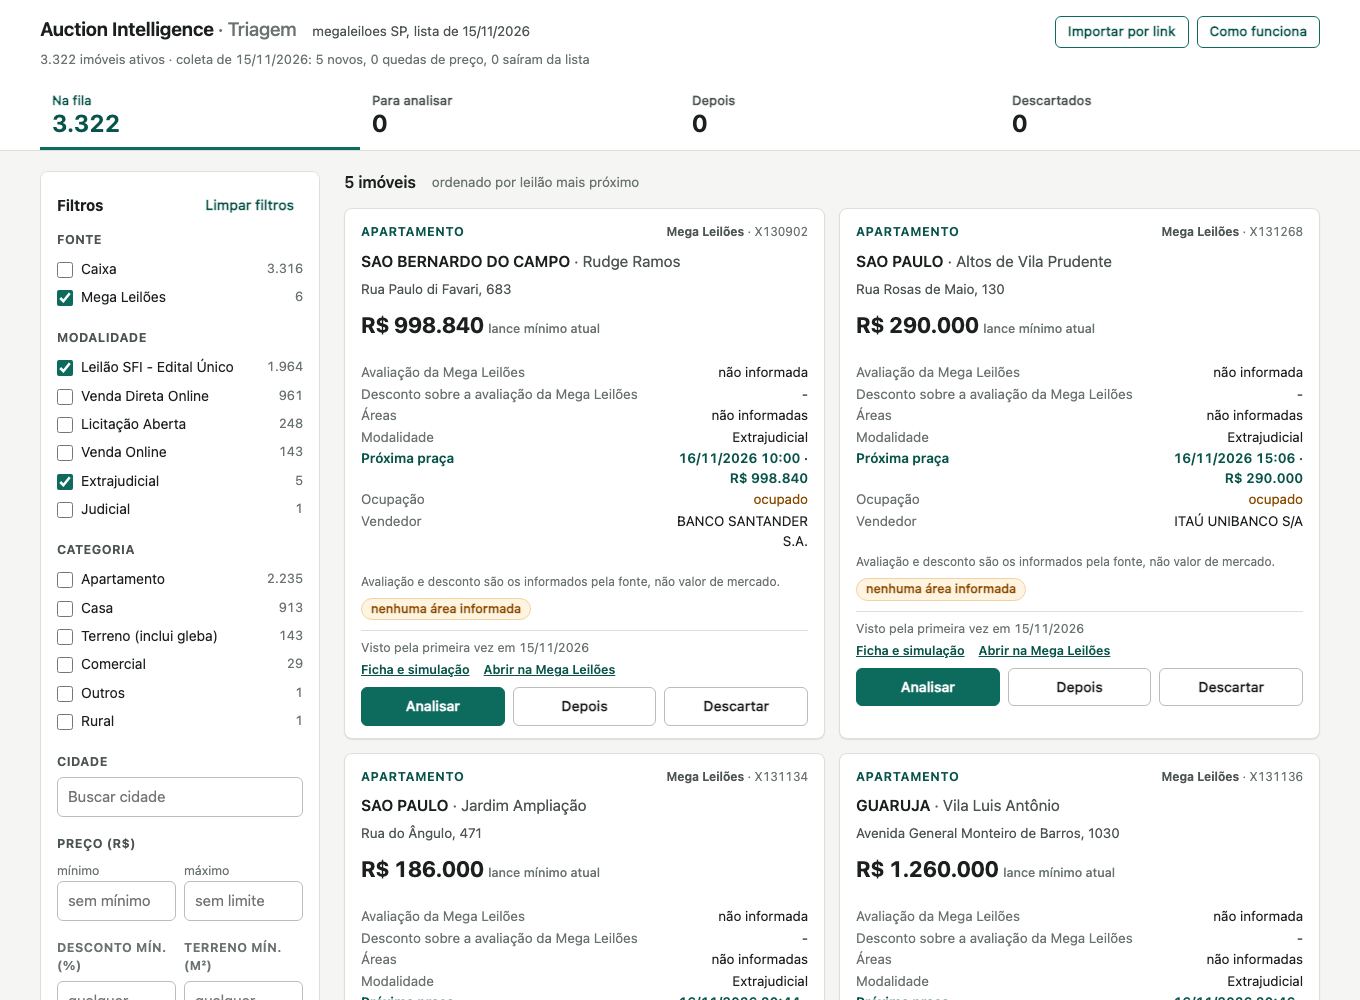 Auction Intelligence · Triagem megaleiloes SP, lista de 15/11/2026
Importar por link
Como funciona
3.322 imóveis ativos · coleta de 15/11/2026: 5 novos, 0 quedas de preço, 0 saíram da lista
Na fila
3.322
Para analisar
0
Depois
0
Descartados
0
Filtros
Limpar filtros
FONTE
Caixa 3.316
Mega Leilões 6
MODALIDADE
Leilão SFI - Edital Único 1.964
Venda Direta Online 961
Licitação Aberta 248
Venda Online 143
Extrajudicial 5
Judicial 1
CATEGORIA
Apartamento 2.235
Casa 913
Terreno (inclui gleba) 143
Comercial 29
Outros 1
Rural 1
CIDADE
Buscar cidade
PREÇO (R$)
mínimo máximo
sem mínimo sem limite
DESCONTO MÍN. (%)
TERRENO MÍN. (M²)
qualquer qualquer
5 imóveis ordenado por leilão mais próximo
APARTAMENTO Mega Leilões · X130902
SAO BERNARDO DO CAMPO · Rudge Ramos
Rua Paulo di Favari, 683
R$ 998.840 lance mínimo atual
Avaliação da Mega Leilões não informada
Desconto sobre a avaliação da Mega Leilões -
Áreas não informadas
Modalidade Extrajudicial
Próxima praça 16/11/2026 10:00 ·
R$ 998.840
Ocupação ocupado
Vendedor BANCO SANTANDER
S.A.
Avaliação e desconto são os informados pela fonte, não valor de mercado.
nenhuma área informada
Visto pela primeira vez em 15/11/2026
Ficha e simulação Abrir na Mega Leilões
Analisar Depois Descartar
APARTAMENTO Mega Leilões · X131268
SAO PAULO · Altos de Vila Prudente
Rua Rosas de Maio, 130
R$ 290.000 lance mínimo atual
Avaliação da Mega Leilões não informada
Desconto sobre a avaliação da Mega Leilões -
Áreas não informadas
Modalidade Extrajudicial
Próxima praça 16/11/2026 15:06 ·
R$ 290.000
Ocupação ocupado
Vendedor ITAÚ UNIBANCO S/A
Avaliação e desconto são os informados pela fonte, não valor de mercado.
nenhuma área informada
Visto pela primeira vez em 15/11/2026
Ficha e simulação Abrir na Mega Leilões
Analisar Depois Descartar
APARTAMENTO Mega Leilões · X131134
SAO PAULO · Jardim Ampliação
Rua do Ângulo, 471
R$ 186.000 lance mínimo atual
Avaliação da Mega Leilões não informada
Desconto sobre a avaliação da Mega Leilões -
Áreas não informadas
Modalidade Extrajudicial
APARTAMENTO Mega Leilões · X131136
GUARUJA · Vila Luis Antônio
Avenida General Monteiro de Barros, 1030
R$ 1.260.000 lance mínimo atual
Avaliação da Mega Leilões não informada
Desconto sobre a avaliação da Mega Leilões -
Áreas não informadas
Modalidade Extrajudicial